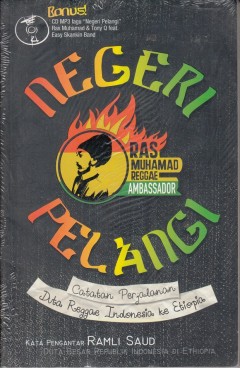 Bonus!
CD MP3 lagu "Negeri Pelangi"
Ras Muhamad & Tony Q feat.
Easy Skankin Band
NEGERI
RAS
MUHAMAD
REGGAE
AMBASSADOR
PELANGI
Catatan Perjalanan
Duta Reggae Indonesia ke Etiopia
KATA PENGANTAR RAMLI SAUD
DUTA BESAR REPUBLIK INDONESIA DI ETHIOPIA